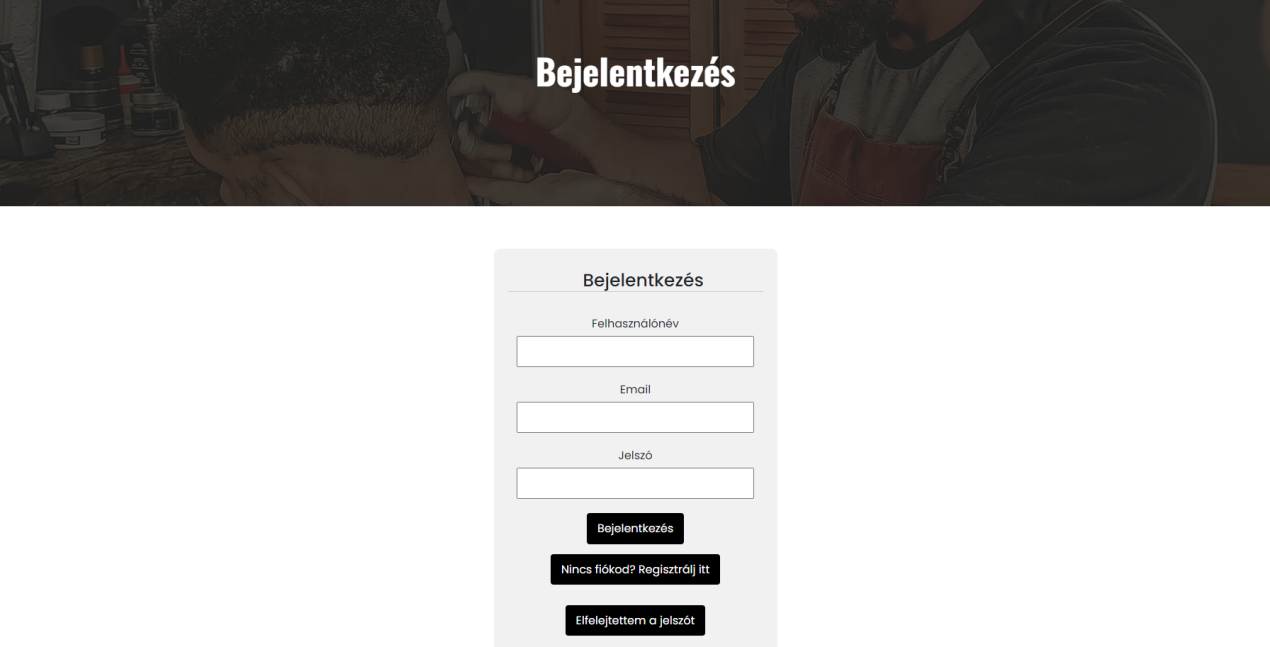 Bejelentkezés
Bejelentkezés
Felhasználónév
Email
Jelszó
Bejelentkezés
Nincs fiókod? Regisztrálj itt
Elfelejtettem a jelszót